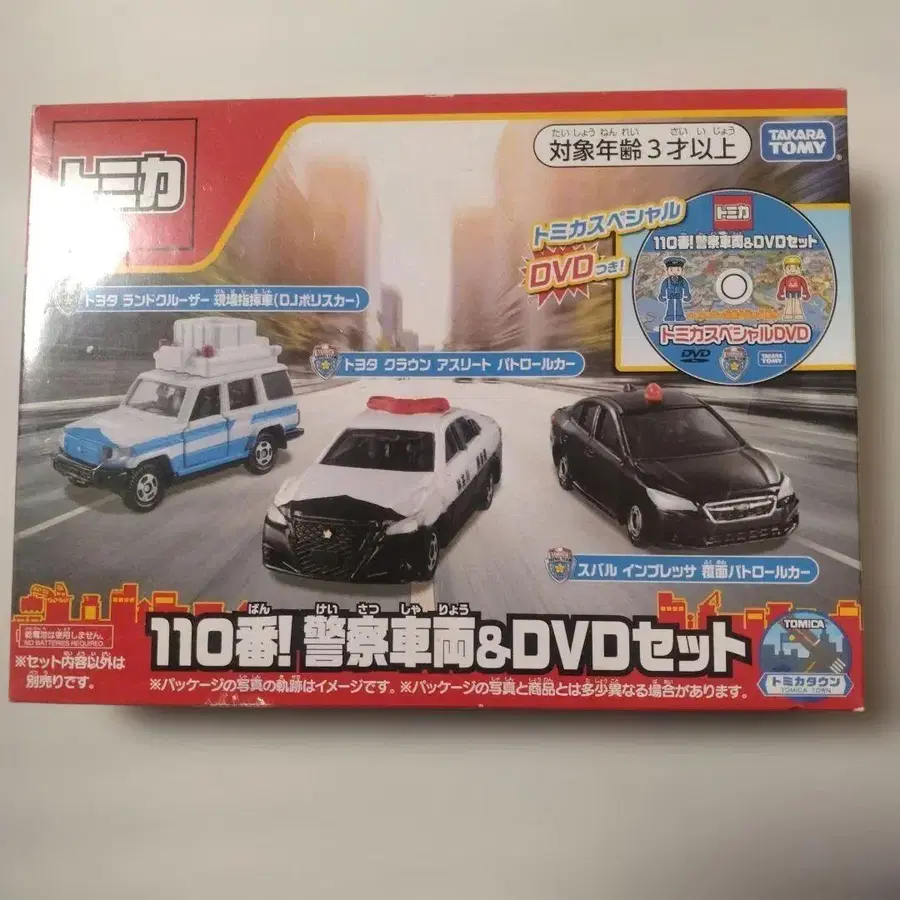 トミカ
たいしょうねんれい さいいじょう
対象年齢3才以上
TAKARA TOMY
トミカスペシャル
DVDつき!
トミカ
110番!警察車両&DVDセット
トミカスペシャルDVD
DVD
TAKARA TOMY
トヨタ ランドクルーザー 現場指揮車(DJポリスカー)
トヨタ クラウン アスリート パトロールカー
スバル インプレッサ 覆面パトロールカー
ばん けいさつしゃりょう
110番!警察車両&DVDセット
乾電池は使用しません。
NO BATTERIES REQUIRED.
※セット内容以外は
別売りです。
※パッケージの写真の軌跡はイメージです。※パッケージの写真と商品とは多少異なる場合があります。
TOMICA
トミカタウン
TOMICA TOWN